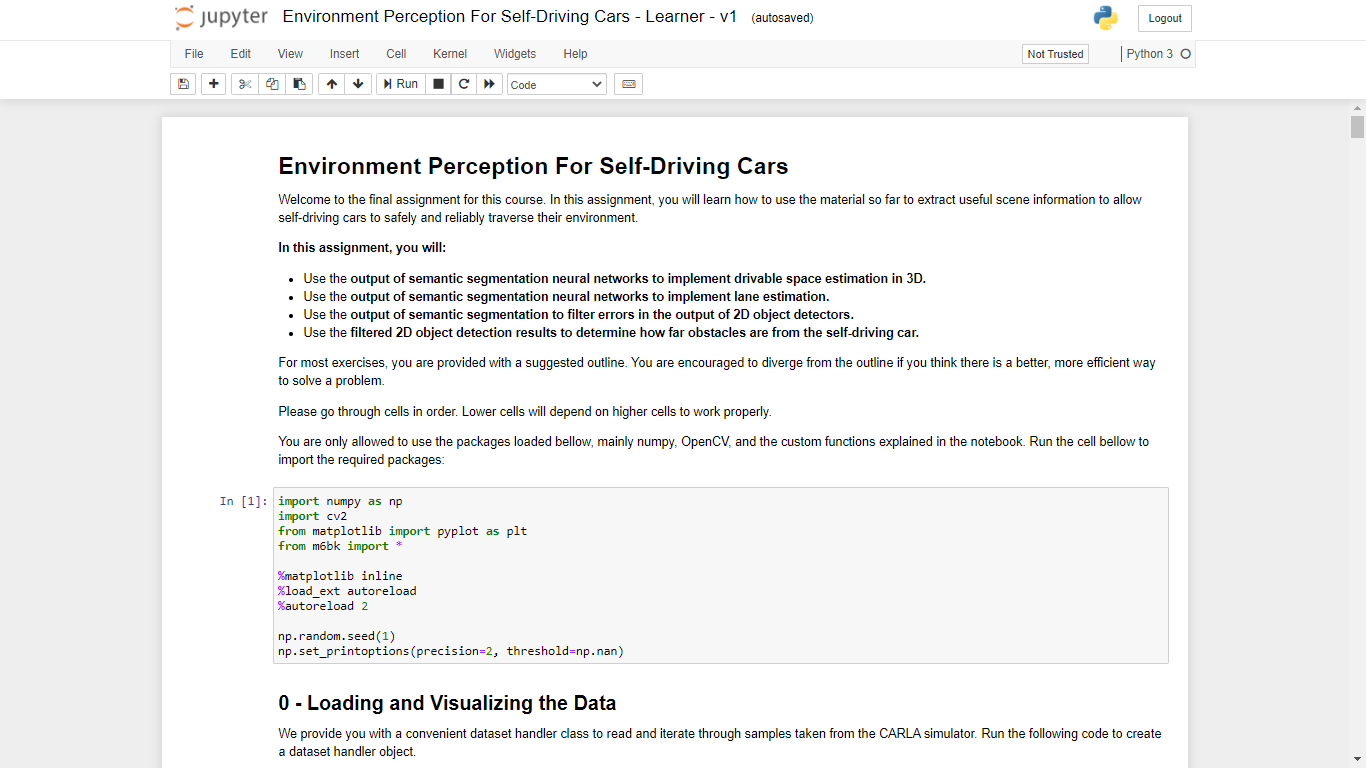 jupyter Environment Perception For Self-Driving Cars - Learner - v1 (autosaved) Logout
File Edit View Insert Cell Kernel Widgets Help Not Trusted Python 3
Run Code
Environment Perception For Self-Driving Cars
Welcome to the final assignment for this course. In this assignment, you will learn how to use the material so far to extract useful scene information to allow
self-driving cars to safely and reliably traverse their environment.
In this assignment, you will:
• Use the output of semantic segmentation neural networks to implement drivable space estimation in 3D.
• Use the output of semantic segmentation neural networks to implement lane estimation.
• Use the output of semantic segmentation to filter errors in the output of 2D object detectors.
• Use the filtered 2D object detection results to determine how far obstacles are from the self-driving car.
For most exercises, you are provided with a suggested outline. You are encouraged to diverge from the outline if you think there is a better, more efficient way
to solve a problem.
Please go through cells in order. Lower cells will depend on higher cells to work properly.
You are only allowed to use the packages loaded bellow, mainly numpy, OpenCV, and the custom functions explained in the notebook. Run the cell bellow to
import the required packages:
In [1]: import numpy as np
import cv2
from matplotlib import pyplot as plt
from m6bk import *
%matplotlib inline
%load_ext autoreload
%autoreload 2
np.random.seed(1)
np.set_printoptions(precision=2, threshold=np.nan)
0 - Loading and Visualizing the Data
We provide you with a convenient dataset handler class to read and iterate through samples taken from the CARLA simulator. Run the following code to create
a dataset handler object.